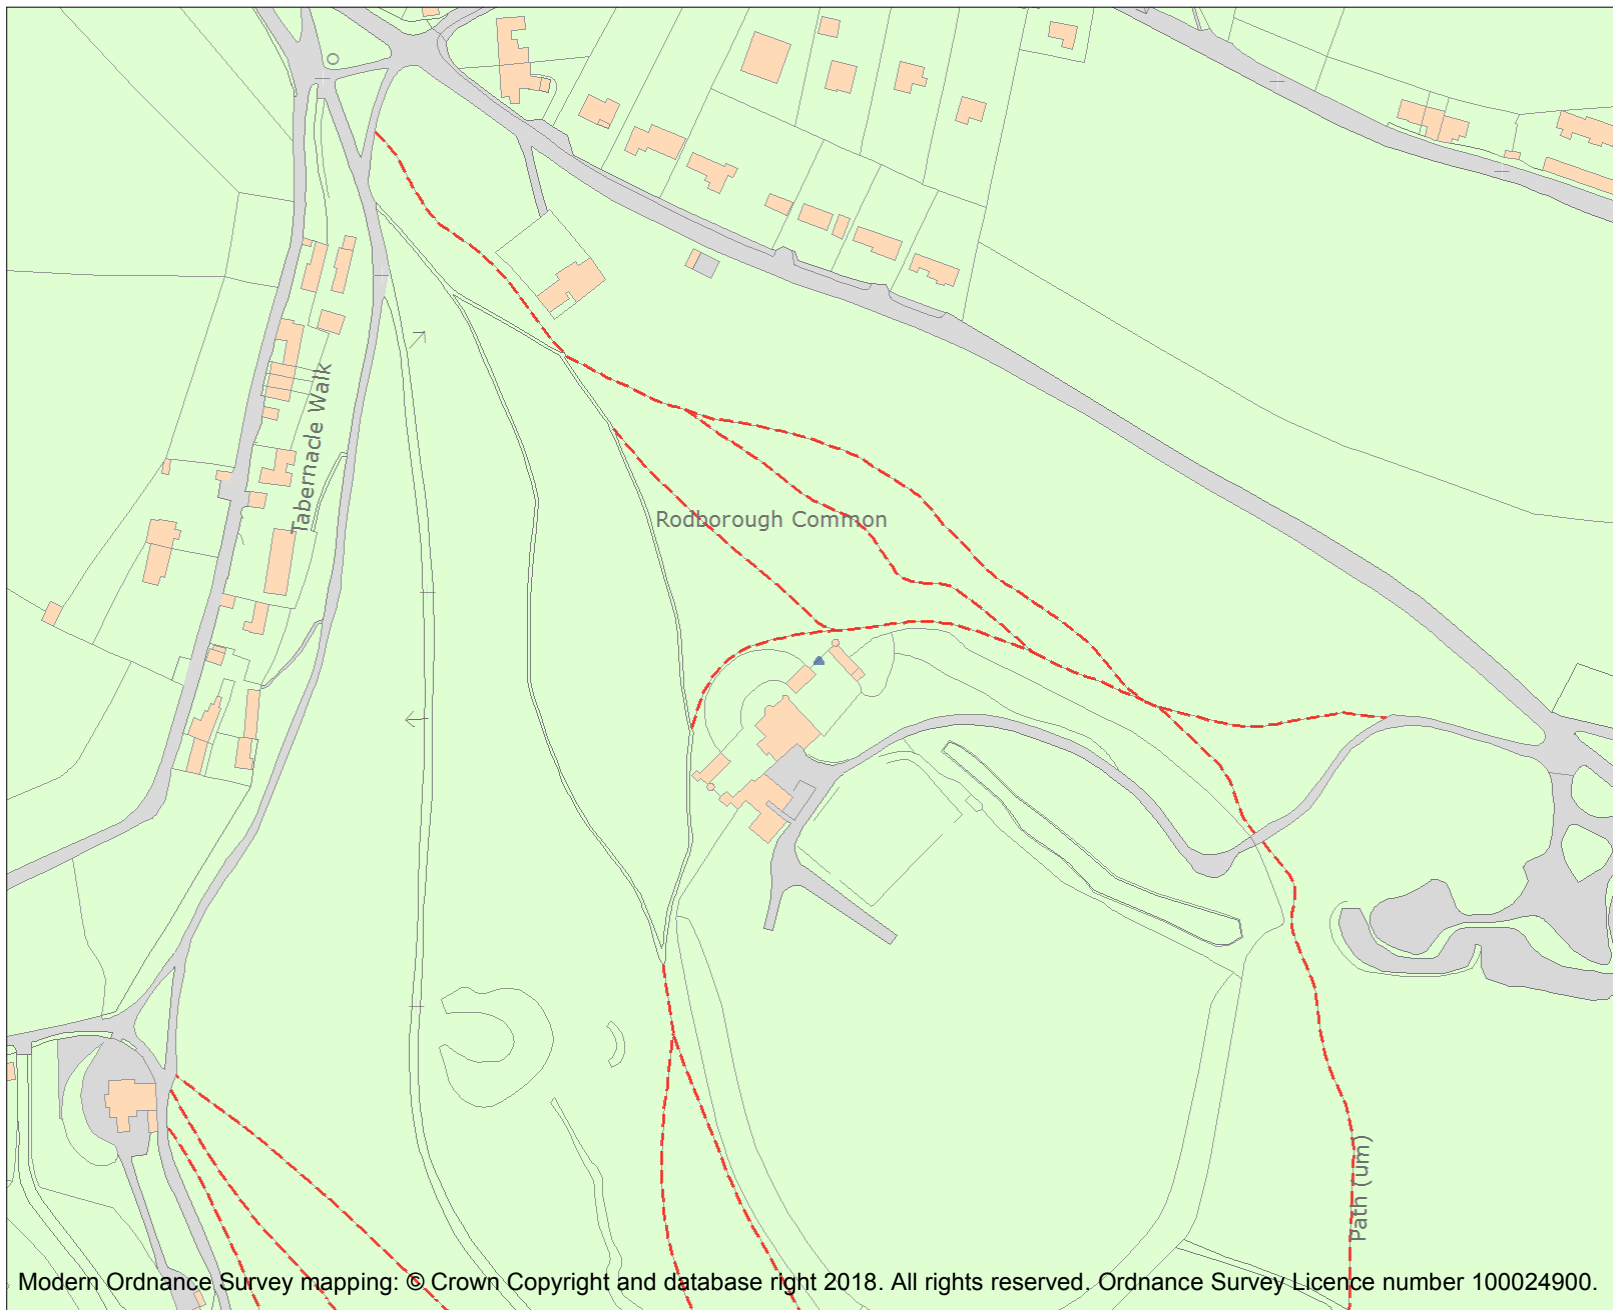 Tabernacle Walk
Rodborough Common
Path (um)
Modern Ordnance Survey mapping: © Crown Copyright and database right 2018. All rights reserved. Ordnance Survey Licence number 100024900.